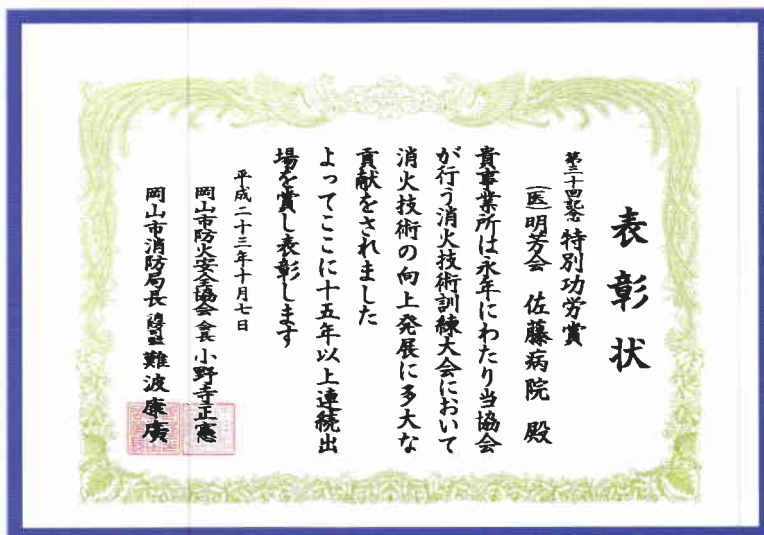 表彰状
第三十回記念 特別功労賞
(医)明芳会 佐藤病院 殿
貴事業所は永年にわたり当協会
が行う消火技術訓練大会において
消火技術の向上発展に多大な
貢献をされました
よってここに十五年以上連続出
場を賞し表彰します
平成二十三年十月七日
岡山市防火安全協会 会長 小野寺正憲
岡山市消防局長 消防司監 難波康廣